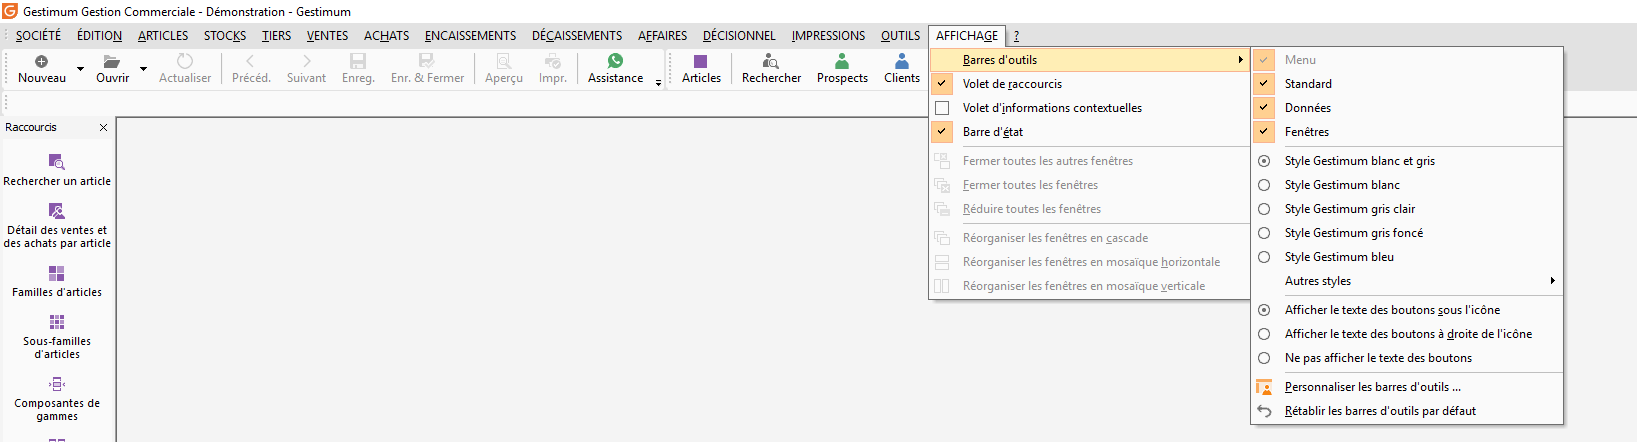 Gestimum Gestion Commerciale - Démonstration - Gestimum
SOCIÉTÉ ÉDITION ARTICLES STOCKS TIERS VENTES ACHATS ENCAISSEMENTS DÉCAISSEMENTS AFFAIRES DÉCISIONNEL IMPRESSIONS OUTILS AFFICHAGE ?
Nouveau Ouvrir Actualiser Précéd. Suivant Enreg. Enr. & Fermer Aperçu Impr. Assistance Articles Rechercher Prospects Clients
Barres d'outils
Volet de raccourcis
Volet d'informations contextuelles
Barre d'état
Fermer toutes les autres fenêtres
Fermer toutes les fenêtres
Réduire toutes les fenêtres
Réorganiser les fenêtres en cascade
Réorganiser les fenêtres en mosaïque horizontale
Réorganiser les fenêtres en mosaïque verticale
Menu
Standard
Données
Fenêtres
Style Gestimum blanc et gris
Style Gestimum blanc
Style Gestimum gris clair
Style Gestimum gris foncé
Style Gestimum bleu
Autres styles
Afficher le texte des boutons sous l'icône
Afficher le texte des boutons à droite de l'icône
Ne pas afficher le texte des boutons
Personnaliser les barres d'outils ...
Rétablir les barres d'outils par défaut
Raccourcis
Rechercher un article
Détail des ventes et
des achats par article
Familles d'articles
Sous-familles
d'articles
Composantes de
gammes